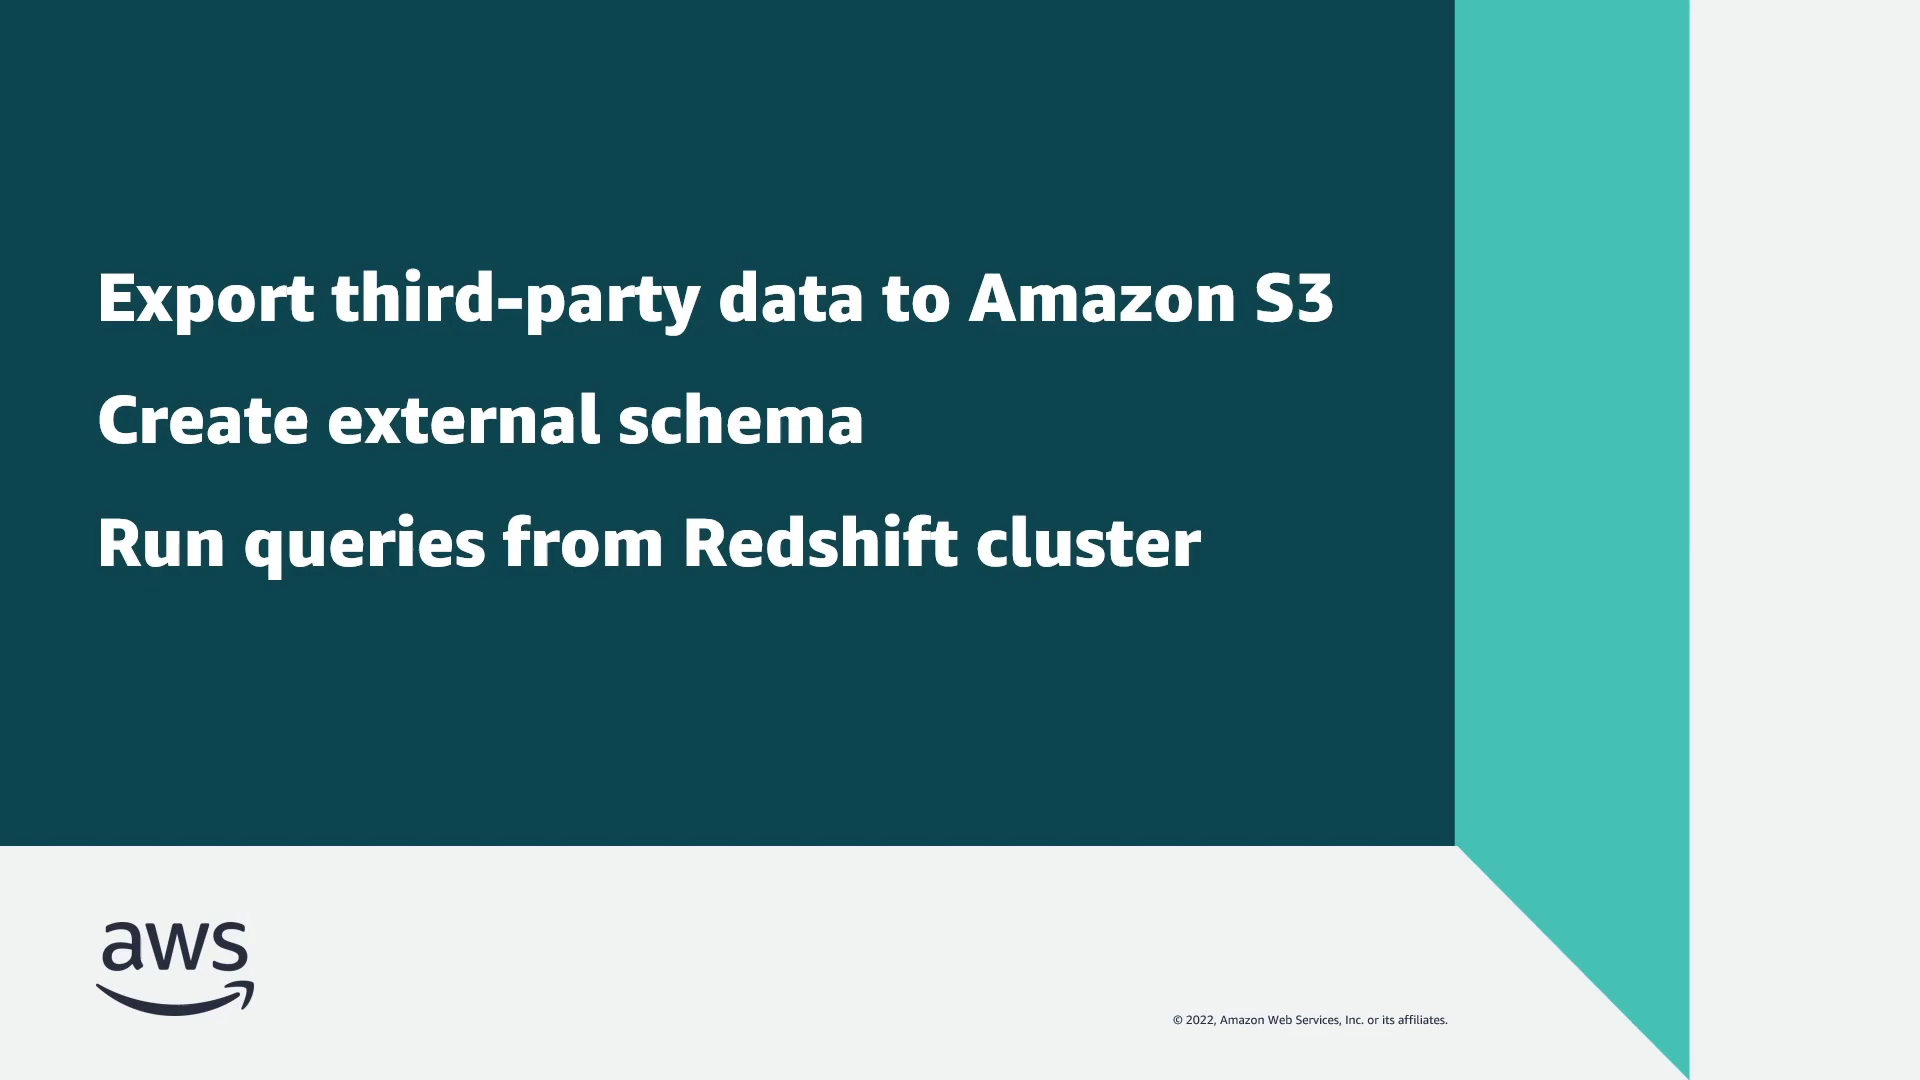 Export third-party data to Amazon S3
Create external schema
Run queries from Redshift cluster
aws
© 2022, Amazon Web Services, Inc. or its affiliates.